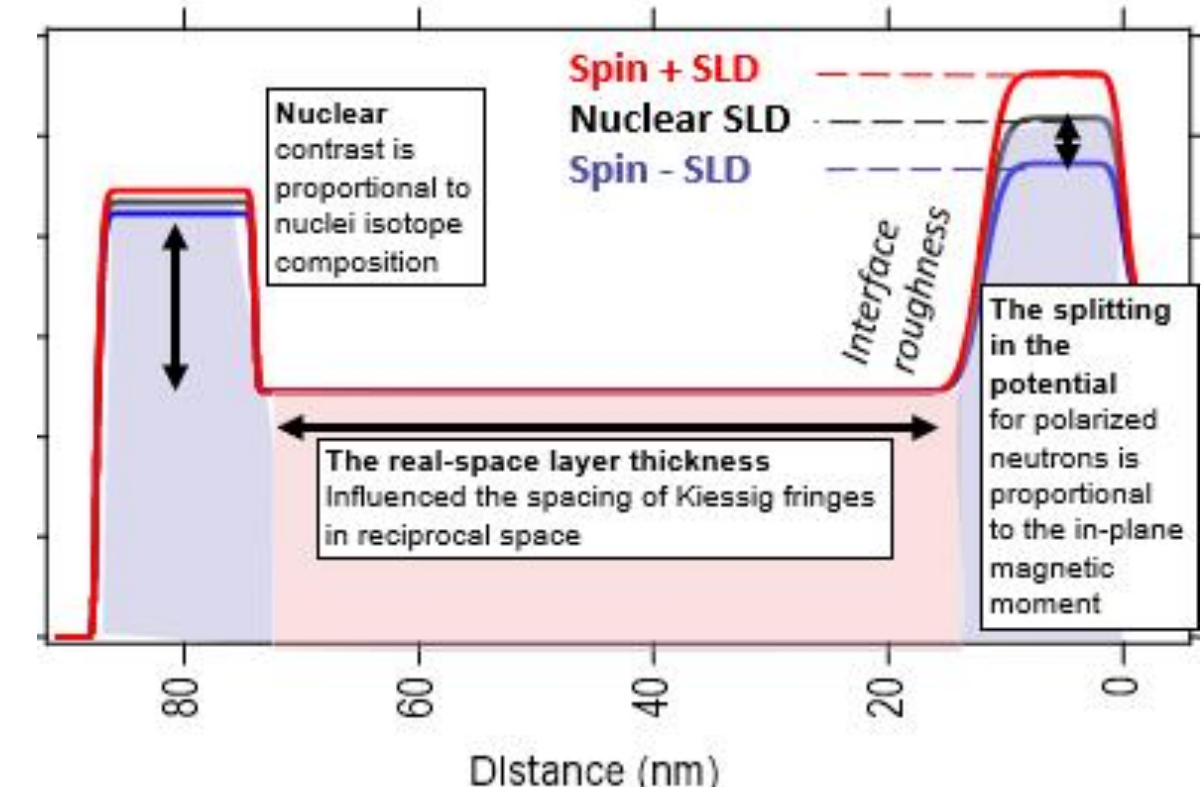 Spin + SLD
Nuclear SLD
Spin - SLD
Nuclear
contrast is
proportional to
nuclei isotope
composition
Interface
roughness
The splitting
in the
potential
for polarized
neutrons is
proportional
to the in-plane
magnetic
moment
The real-space layer thickness
Influenced the spacing of Kiessig fringes
in reciprocal space
80
60
40
20
0
Distance (nm)